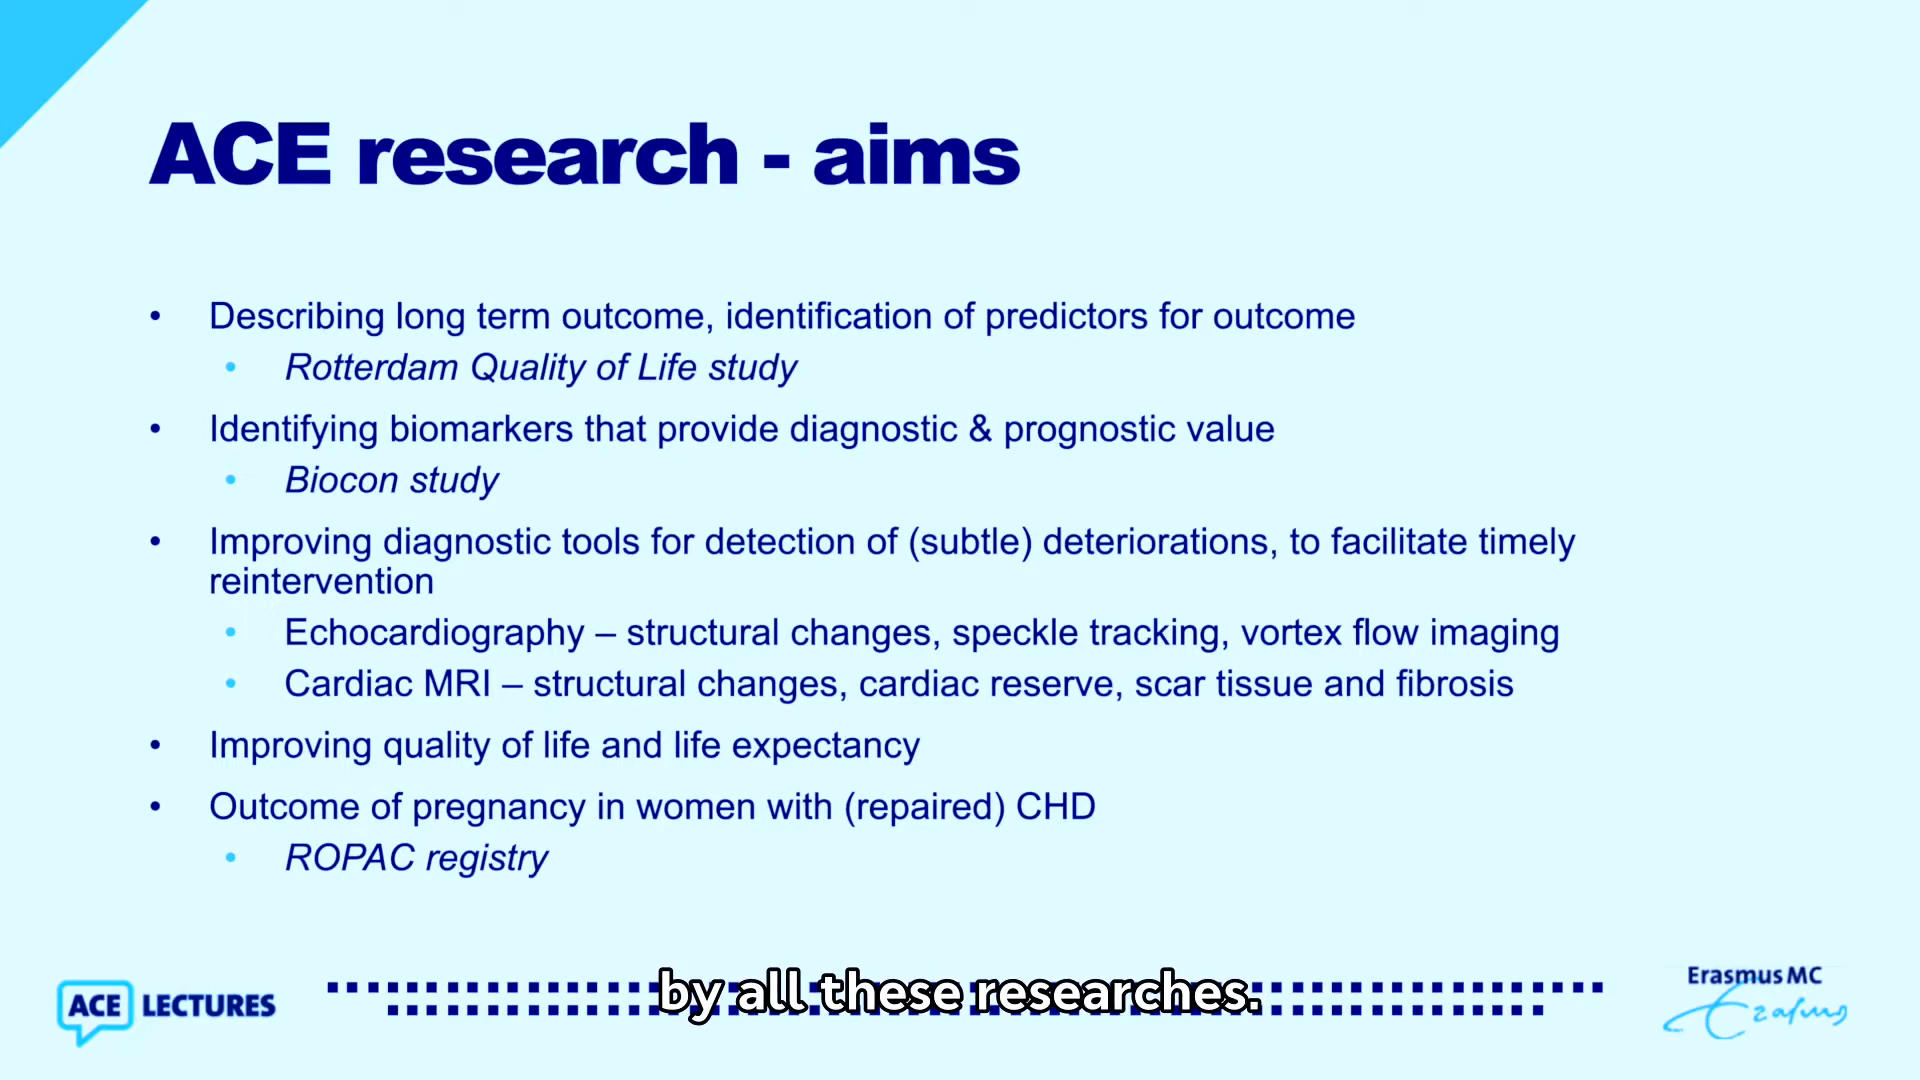 ACE research - aims
• Describing long term outcome, identification of predictors for outcome
• Rotterdam Quality of Life study
• Identifying biomarkers that provide diagnostic & prognostic value
• Biocon study
• Improving diagnostic tools for detection of (subtle) deteriorations, to facilitate timely
reintervention
• Echocardiography – structural changes, speckle tracking, vortex flow imaging
• Cardiac MRI – structural changes, cardiac reserve, scar tissue and fibrosis
• Improving quality of life and life expectancy
• Outcome of pregnancy in women with (repaired) CHD
• ROPAC registry
by all these researches.
ACE LECTURES
Erasmus MC
Erasmus